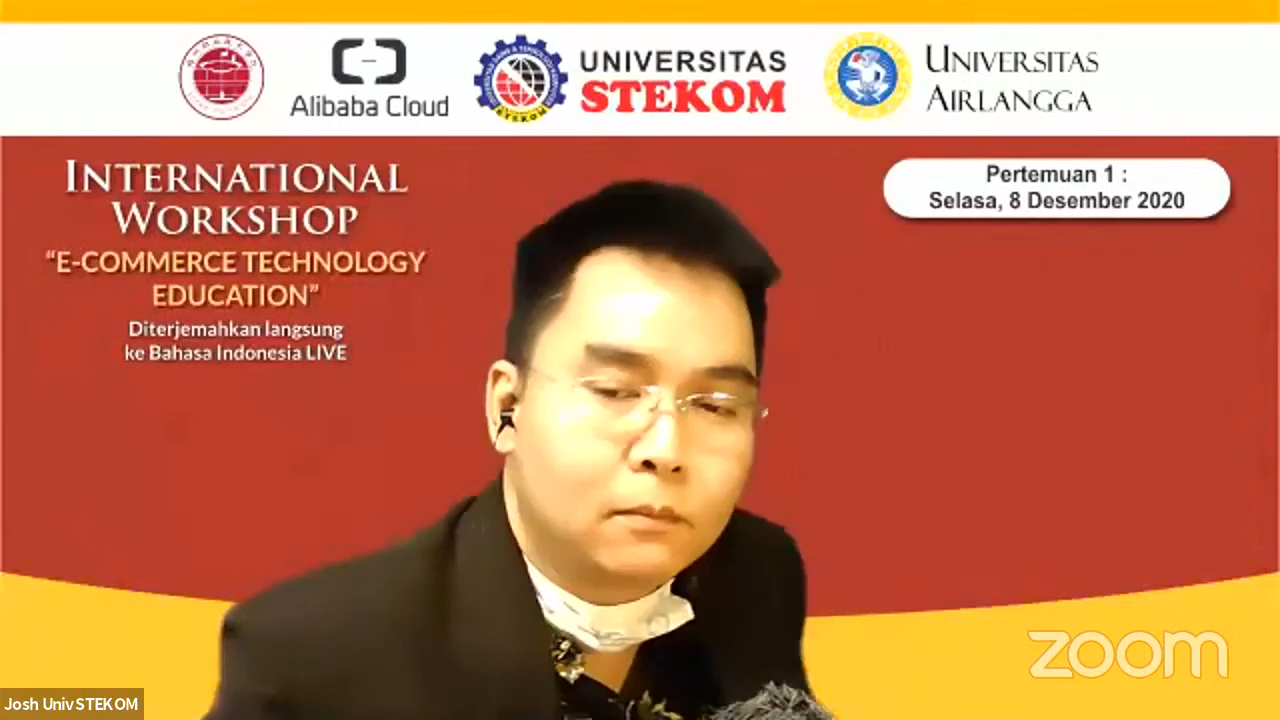 Alibaba Cloud
UNIVERSITAS
STEKOM
STEKOM
UNIVERSITAS
AIRLANGGA
INTERNATIONAL
WORKSHOP
“E-COMMERCE TECHNOLOGY
EDUCATION”
Diterjemahkan langsung
ke Bahasa Indonesia LIVE
Pertemuan 1 :
Selasa, 8 Desember 2020
zoom
Josh UnivSTEKOM